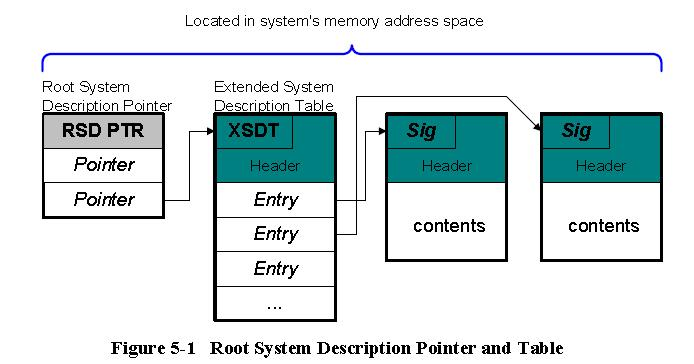 Located in system's memory address space
Root System
Description Pointer
Extended System
Description Table
RSD PTR
Pointer
Pointer
XSDT
Header
Entry
Entry
Entry
...
Sig
Header
contents
Sig
Header
contents
Figure 5-1 Root System Description Pointer and Table